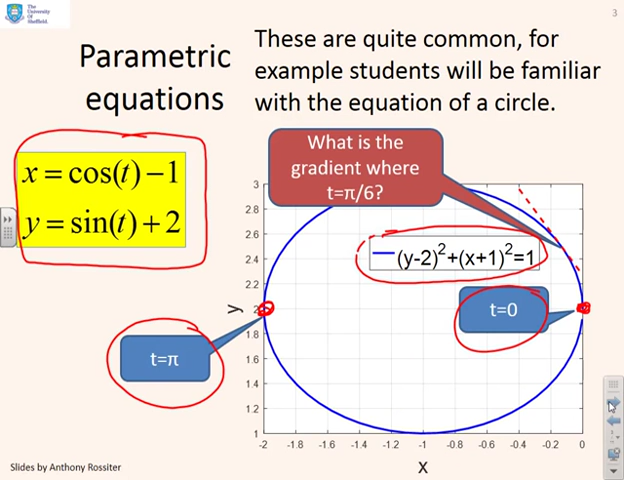 The
University
Of
Sheffield.
3
Parametric
equations
These are quite common, for
example students will be familiar
with the equation of a circle.
x = cos(t) − 1
y = sin(t) + 2
What is the
gradient where
t=π/6?
(y-2)²+(x+1)²=1
t=0
t=π
3
2.8
2.6
2.4
2.2
2
1.8
1.6
1.4
1.2
1
y
-2
-1.8
-1.6
-1.4
-1.2
-1
-0.8
-0.6
-0.4
-0.2
0
x
Slides by Anthony Rossiter